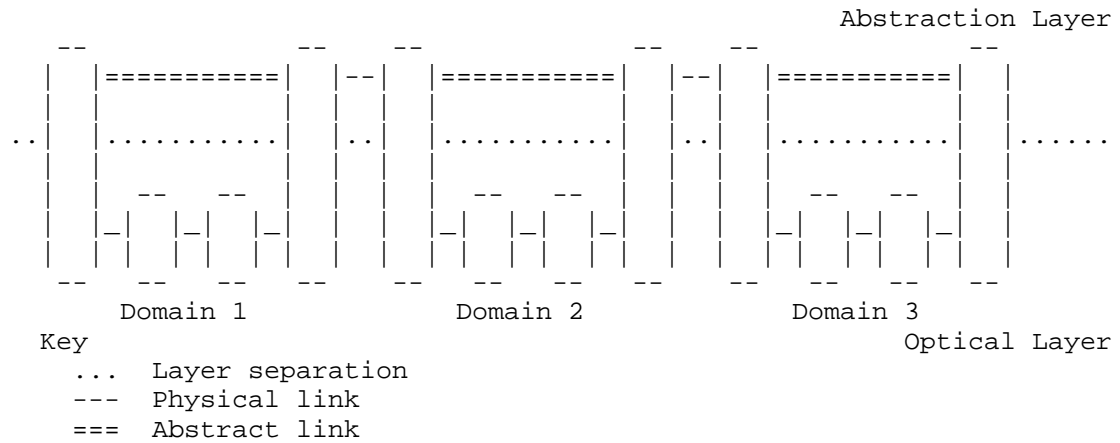 Abstraction Layer
Domain 1 Domain 2 Domain 3
Key Optical Layer
... Layer separation
--- Physical link
=== Abstract link